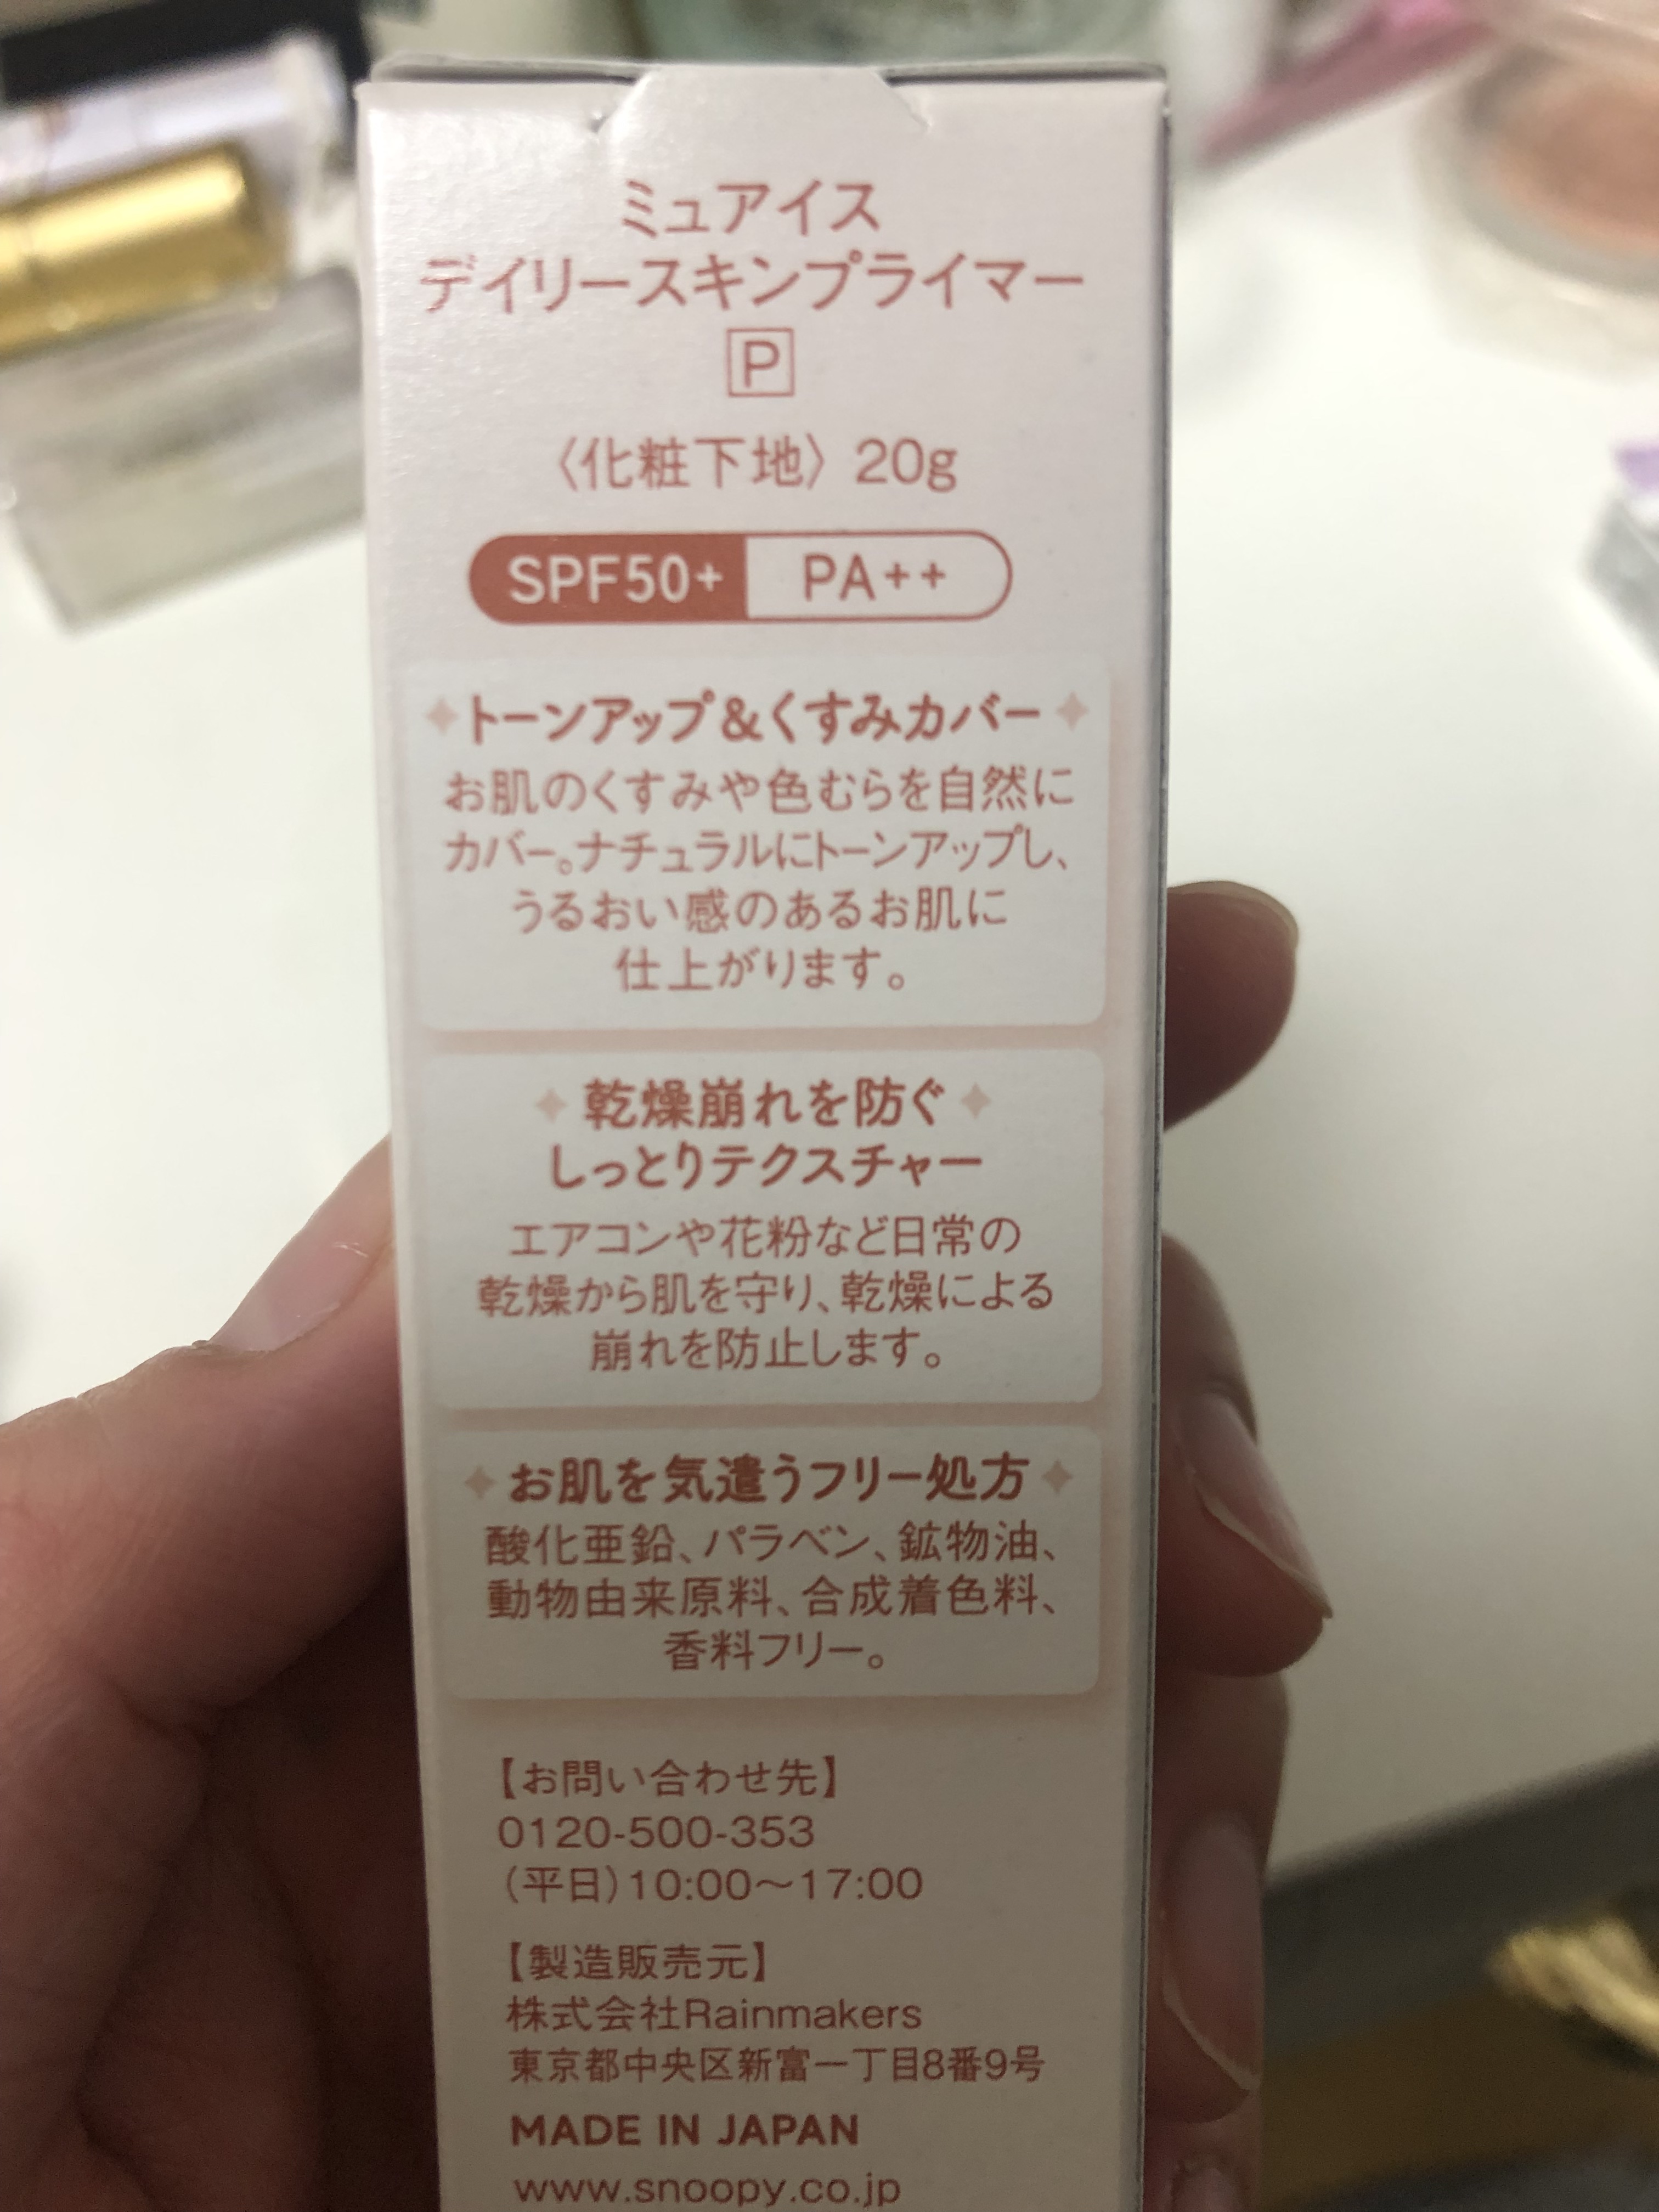 ミュアイス
デイリースキンプライマー
P
〈化粧下地〉20g
SPF50+ PA++
トーンアップ&くすみカバー
お肌のくすみや色むらを自然に
カバー。ナチュラルにトーンアップし、
うるおい感のあるお肌に
仕上がります。
乾燥崩れを防ぐ
しっとりテクスチャー
エアコンや花粉など日常の
乾燥から肌を守り、乾燥による
崩れを防止します。
お肌を気遣うフリー処方
酸化亜鉛、パラベン、鉱物油、
動物由来原料、合成着色料、
香料フリー。
【お問い合わせ先】
0120-500-353
(平日)10:00〜17:00
【製造販売元】
株式会社Rainmakers
東京都中央区新富一丁目8番9号
MADE IN JAPAN
www.snoopy.co.jp